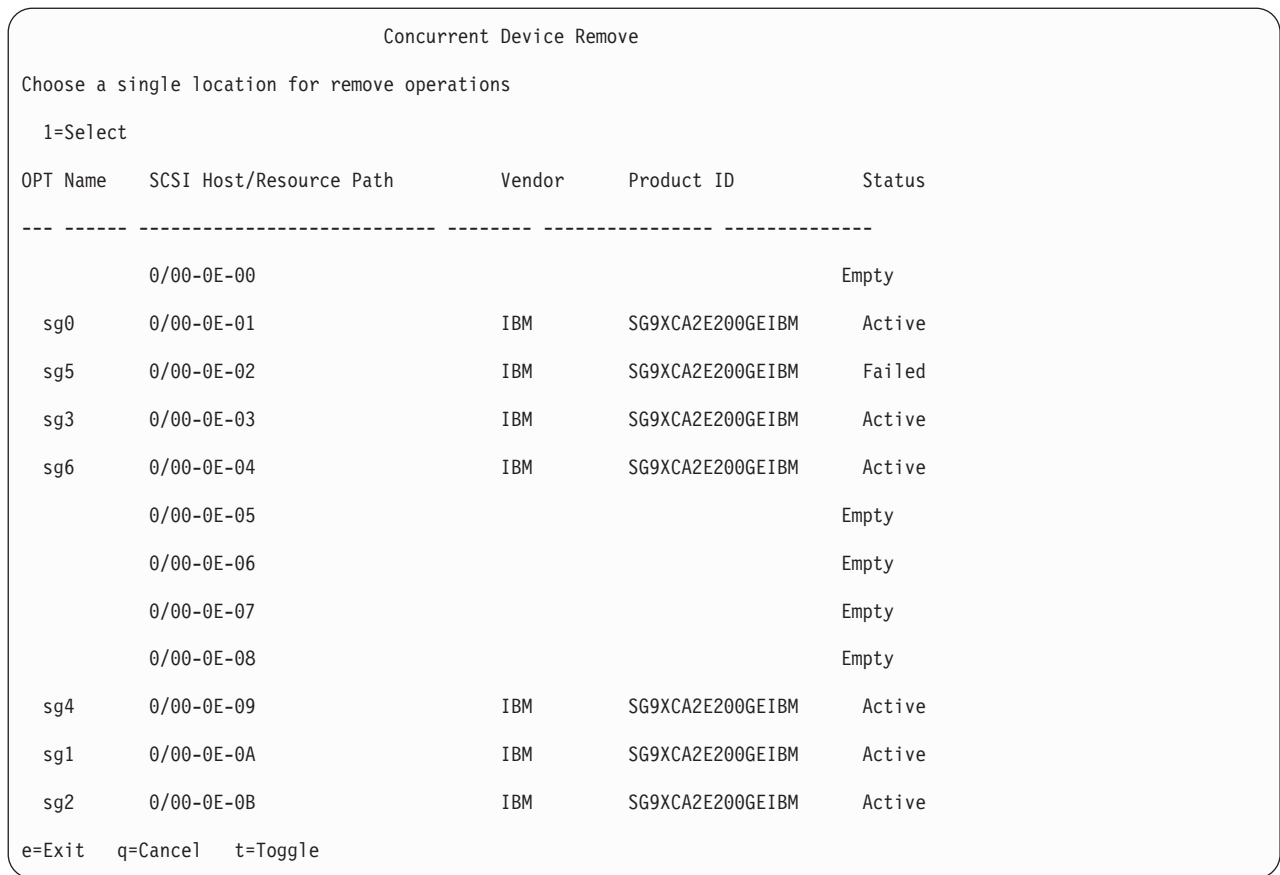 Concurrent Device Remove
Choose a single location for remove operations
1=Select
OPT Name SCSI Host/Resource Path Vendor Product ID Status
--- ------ ---------------------------- -------- ---------------- --------------
0/00-0E-00 Empty
sg0 0/00-0E-01 IBM SG9XCA2E200GEIBM Active
sg5 0/00-0E-02 IBM SG9XCA2E200GEIBM Failed
sg3 0/00-0E-03 IBM SG9XCA2E200GEIBM Active
sg6 0/00-0E-04 IBM SG9XCA2E200GEIBM Active
0/00-0E-05 Empty
0/00-0E-06 Empty
0/00-0E-07 Empty
0/00-0E-08 Empty
sg4 0/00-0E-09 IBM SG9XCA2E200GEIBM Active
sg1 0/00-0E-0A IBM SG9XCA2E200GEIBM Active
sg2 0/00-0E-0B IBM SG9XCA2E200GEIBM Active
e=Exit q=Cancel t=Toggle